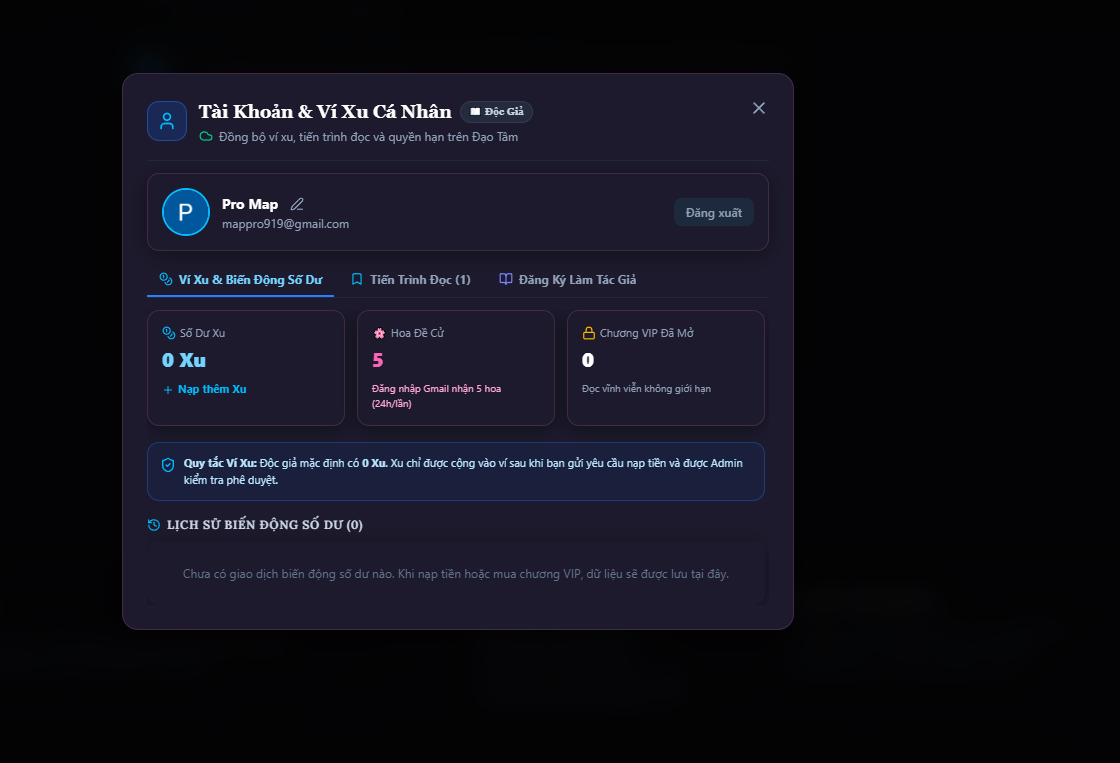 Tài Khoản & Ví Xu Cá Nhân
Độc Giả
Đồng bộ ví xu, tiến trình đọc và quyền hạn trên Đạo Tâm
P
Pro Map
mappro919@gmail.com
Đăng xuất
Ví Xu & Biến Động Số Dư
Tiến Trình Đọc (1)
Đăng Ký Làm Tác Giả
Số Dư Xu
0 Xu
+ Nạp thêm Xu
Hoa Đề Cử
5
Đăng nhập Gmail nhận 5 hoa
(24h/lần)
Chương VIP Đã Mở
0
Đọc vĩnh viễn không giới hạn
Quy tắc Ví Xu: Độc giả mặc định có 0 Xu. Xu chỉ được cộng vào ví sau khi bạn gửi yêu cầu nạp tiền và được Admin
kiểm tra phê duyệt.
LỊCH SỬ BIẾN ĐỘNG SỐ DƯ (0)
Chưa có giao dịch biến động số dư nào. Khi nạp tiền hoặc mua chương VIP, dữ liệu sẽ được lưu tại đây.